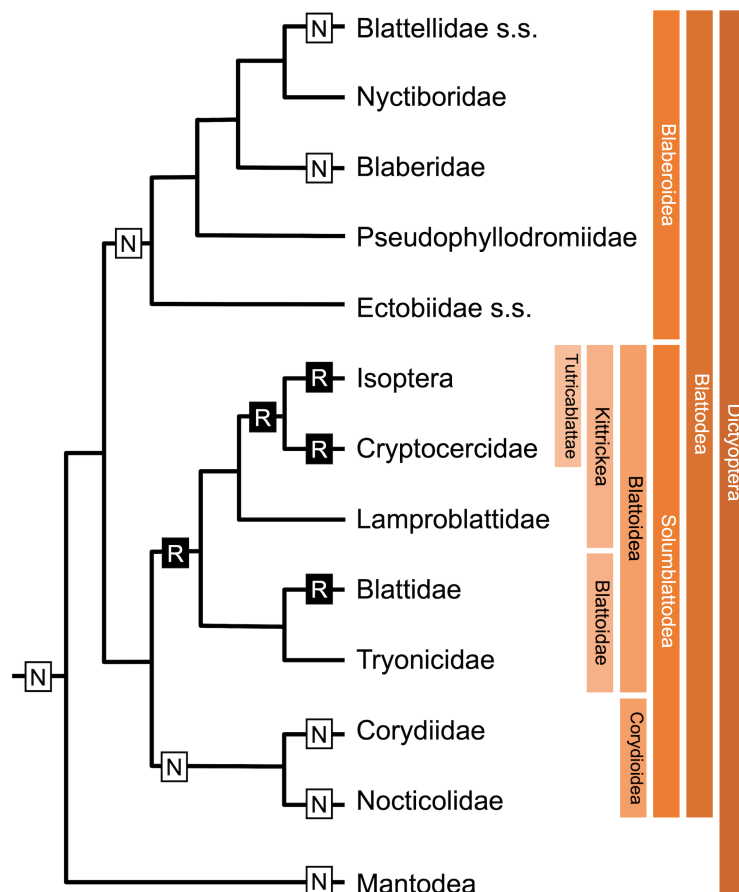 N Blattellidae s.s.
Nyctiboridae
N Blaberidae
Pseudophyllodromiidae
N
Ectobiidae s.s.
R Isoptera
R
R Cryptocercidae
Lamproblattidae
R
R Blattidae
Tryonicidae
N
N Corydiidae
N
N Nocticolidae
N Mantodea
Tutricablattae
Kittrickea
Blattoidae
Blattoidea
Corydioidea
Blaberoidea
Solumblattodea
Blattodea
Dictyoptera